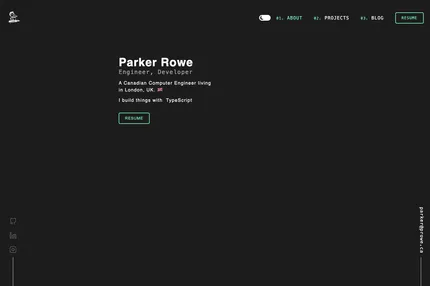 01. ABOUT
02. PROJECTS
03. BLOG
RESUME
Parker Rowe
Engineer, Developer
A Canadian Computer Engineer living
in London, UK. 🇬🇧
I build things with TypeScript
RESUME
parker@prowe.ca